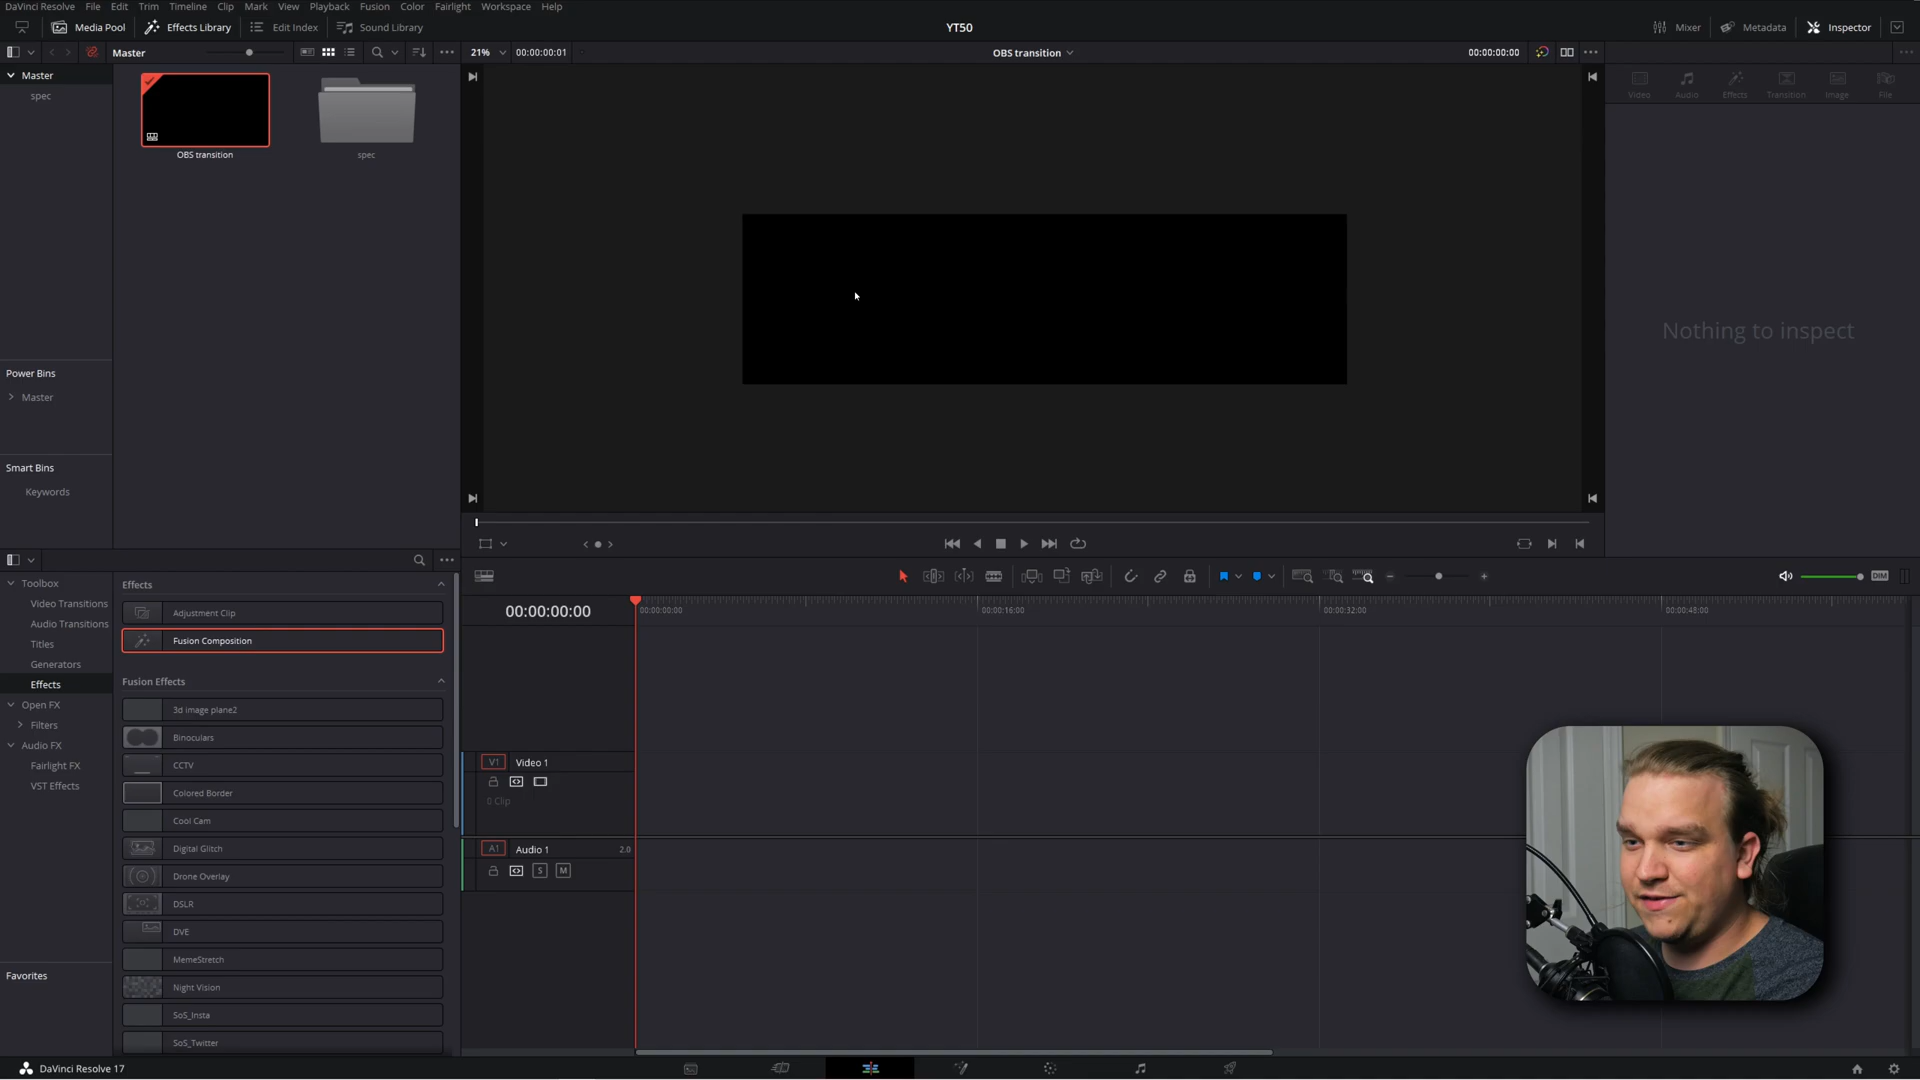 DaVinci Resolve File Edit Trim Timeline Clip Mark View Playback Fusion Color Fairlight Workspace Help
Media Pool Effects Library Edit Index Sound Library YT50 Mixer Metadata Inspector
Master 21% 00:00:00:01 OBS transition 00:00:00:00
Master
spec
OBS transition spec
Video Audio Effects Transition Image File
Nothing to inspect
Power Bins
Master
Smart Bins
Keywords
Toolbox
Video Transitions
Audio Transitions
Titles
Generators
Effects
Open FX
Filters
Audio FX
Fairlight FX
VST Effects
Favorites
Effects
Adjustment Clip
Fusion Composition
Fusion Effects
3d image plane2
Binoculars
CCTV
Colored Border
Cool Cam
Digital Glitch
Drone Overlay
DSLR
DVE
MemeStretch
Night Vision
SoS_Insta
SoS_Twitter
DIM
00:00:00:00 00:00:00:00 00:00:16:00 00:00:32:00 00:00:48:00
V1 Video 1
0 Clip
A1 Audio 1 2.0
S M
DaVinci Resolve 17